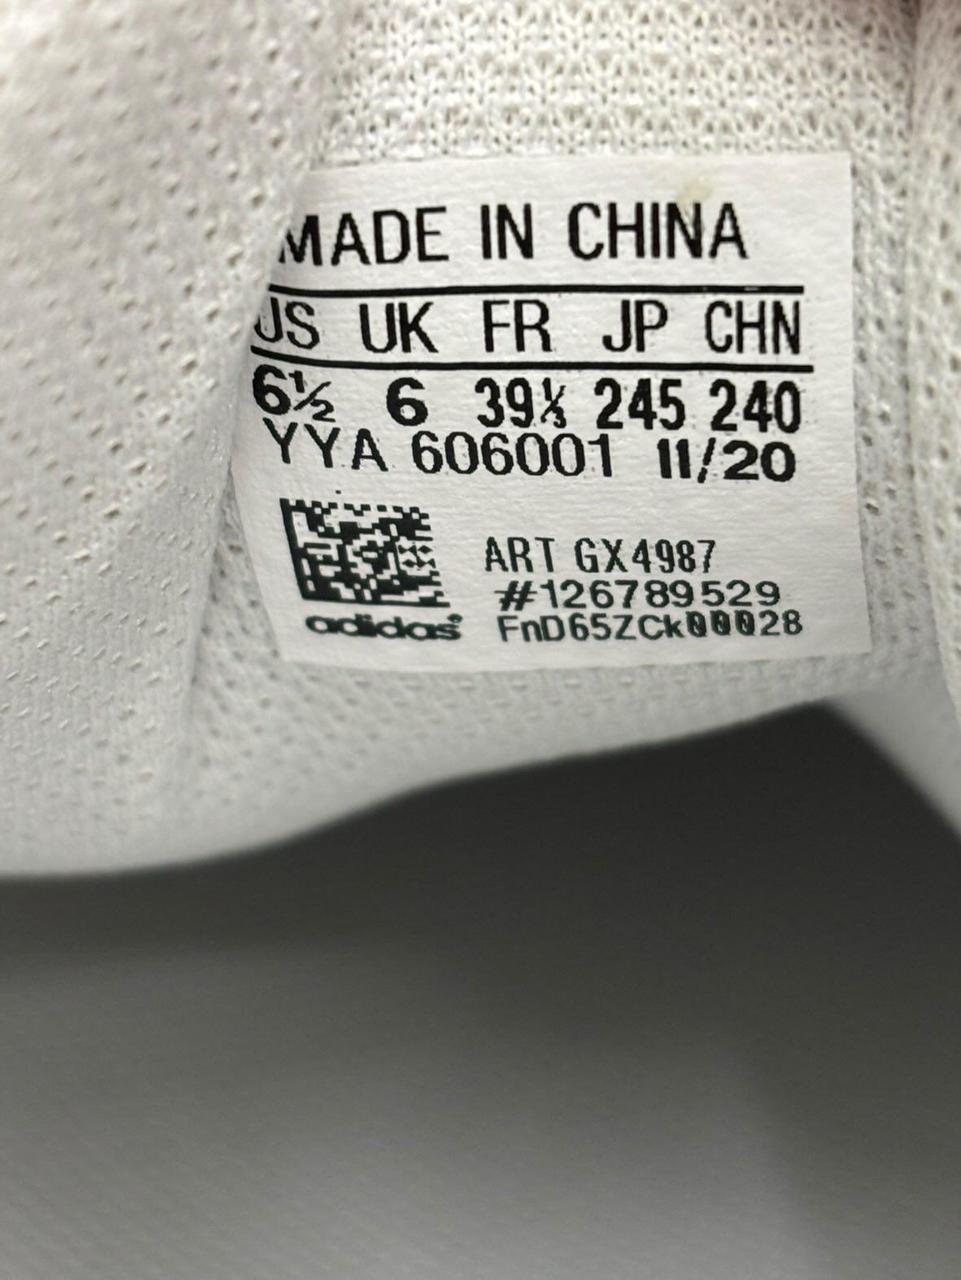 MADE IN CHINA
US UK FR JP CHN
6½ 6 39⅓ 245 240
YYA 606001 11/20
ART GX4987
#126789529
adidas FnD65ZCk00028